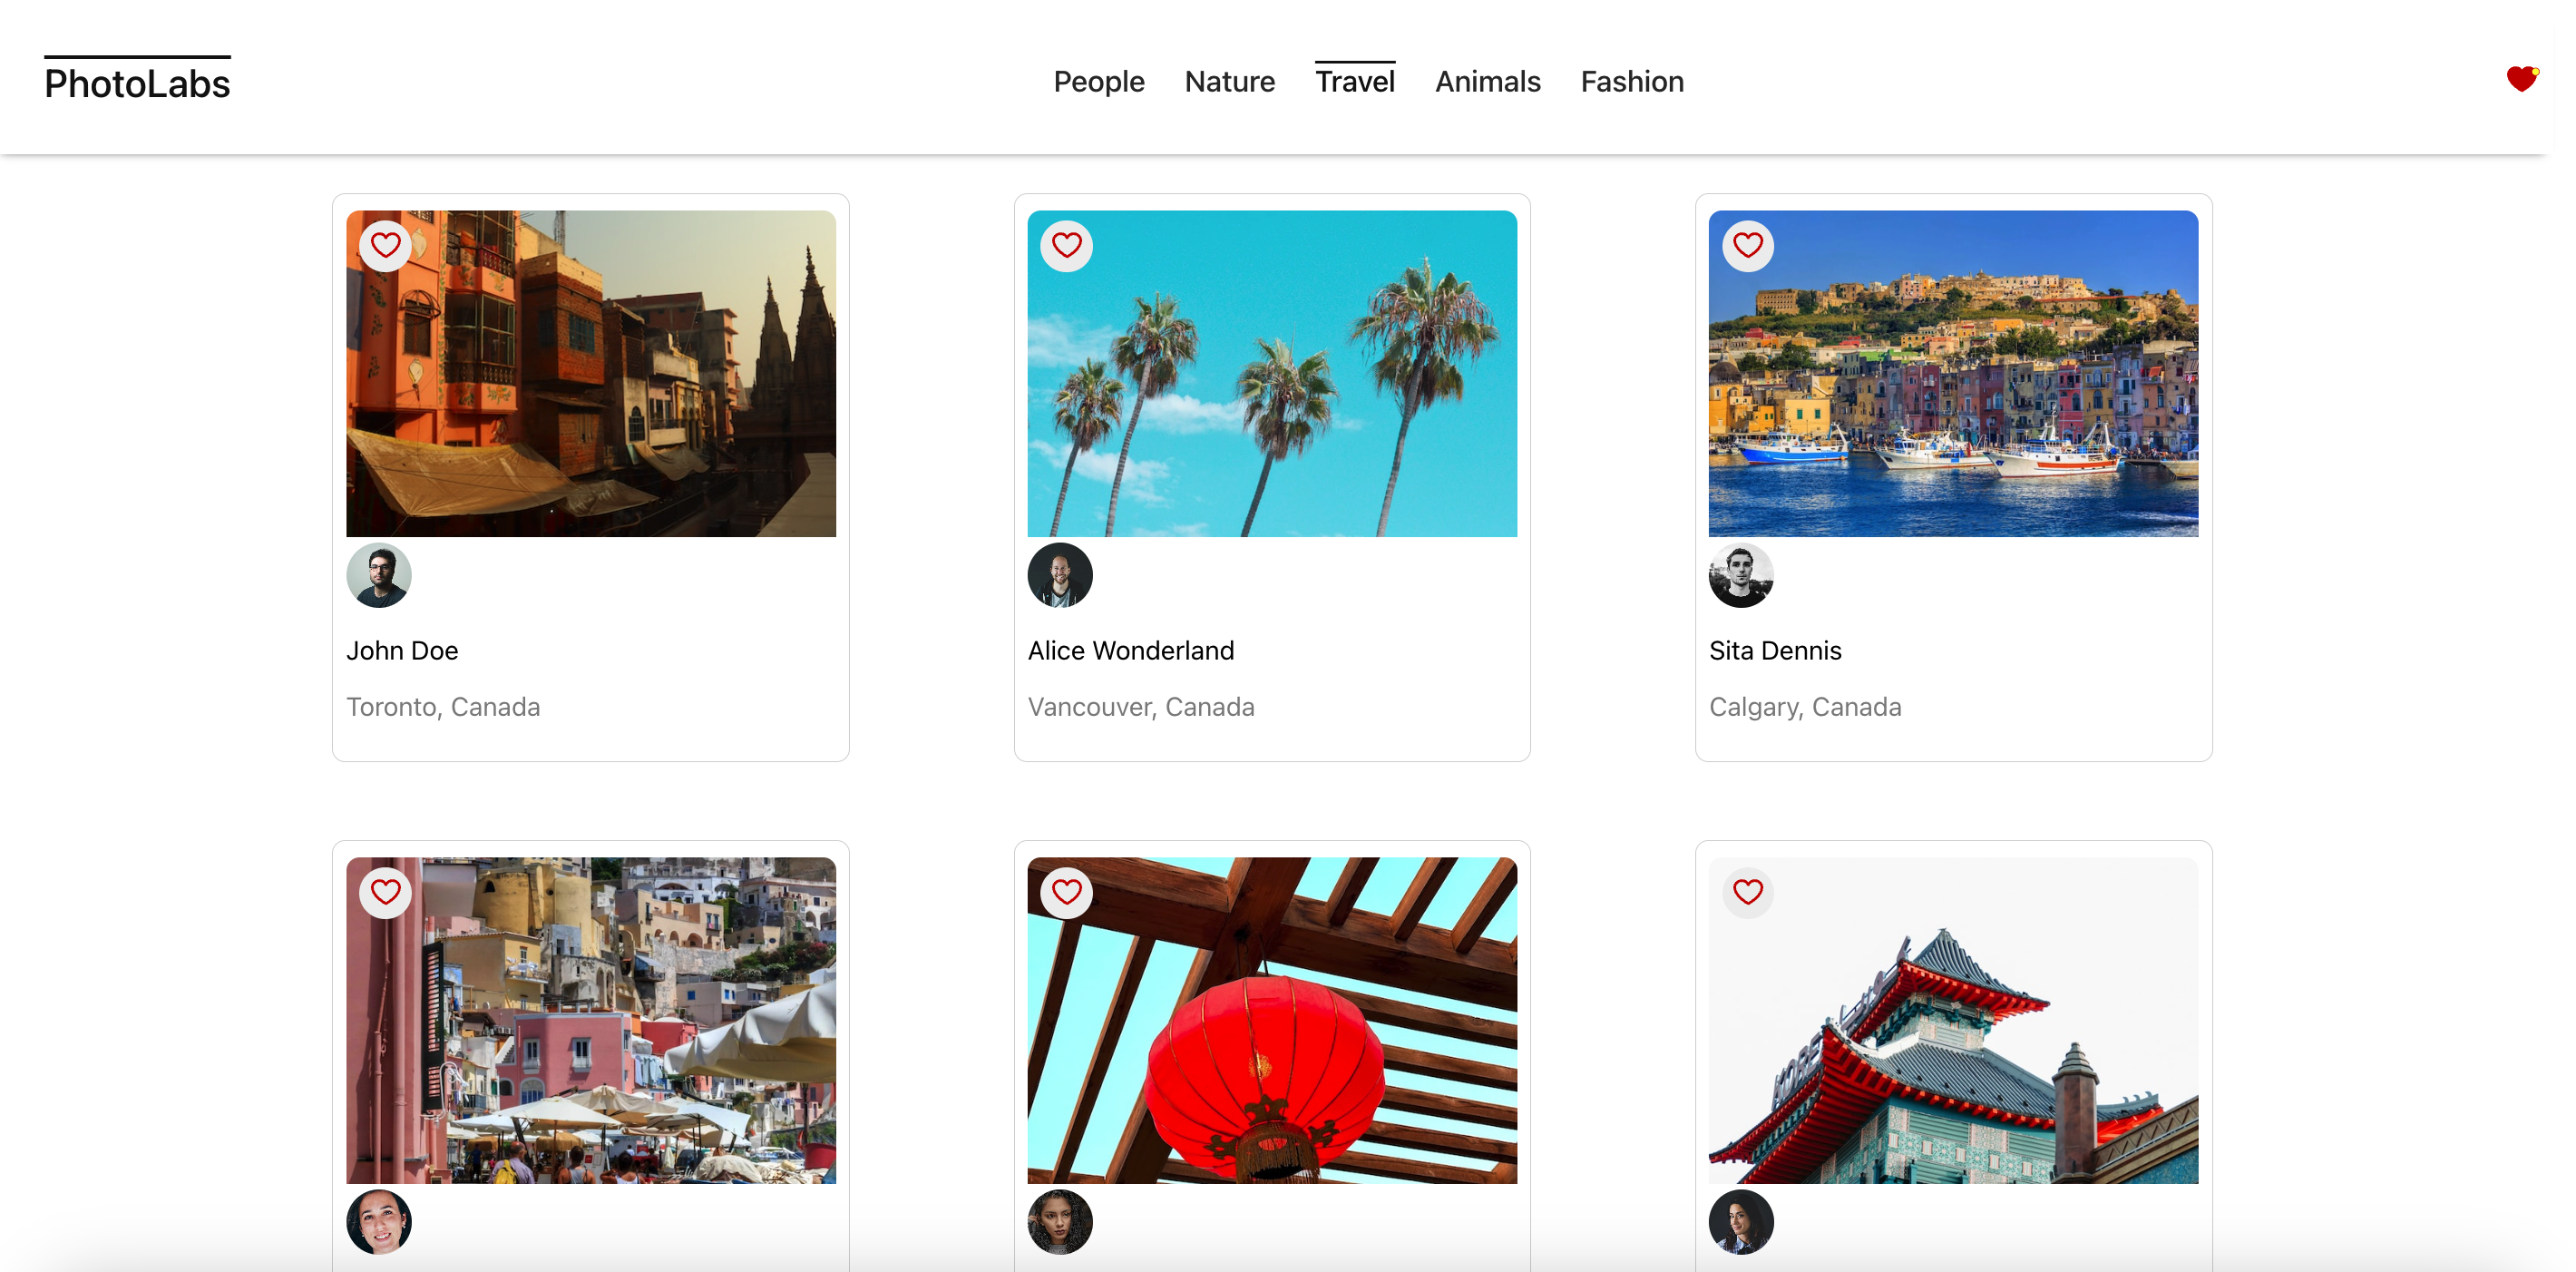 PhotoLabs
People Nature Travel Animals Fashion
John Doe
Toronto, Canada
Alice Wonderland
Vancouver, Canada
Sita Dennis
Calgary, Canada